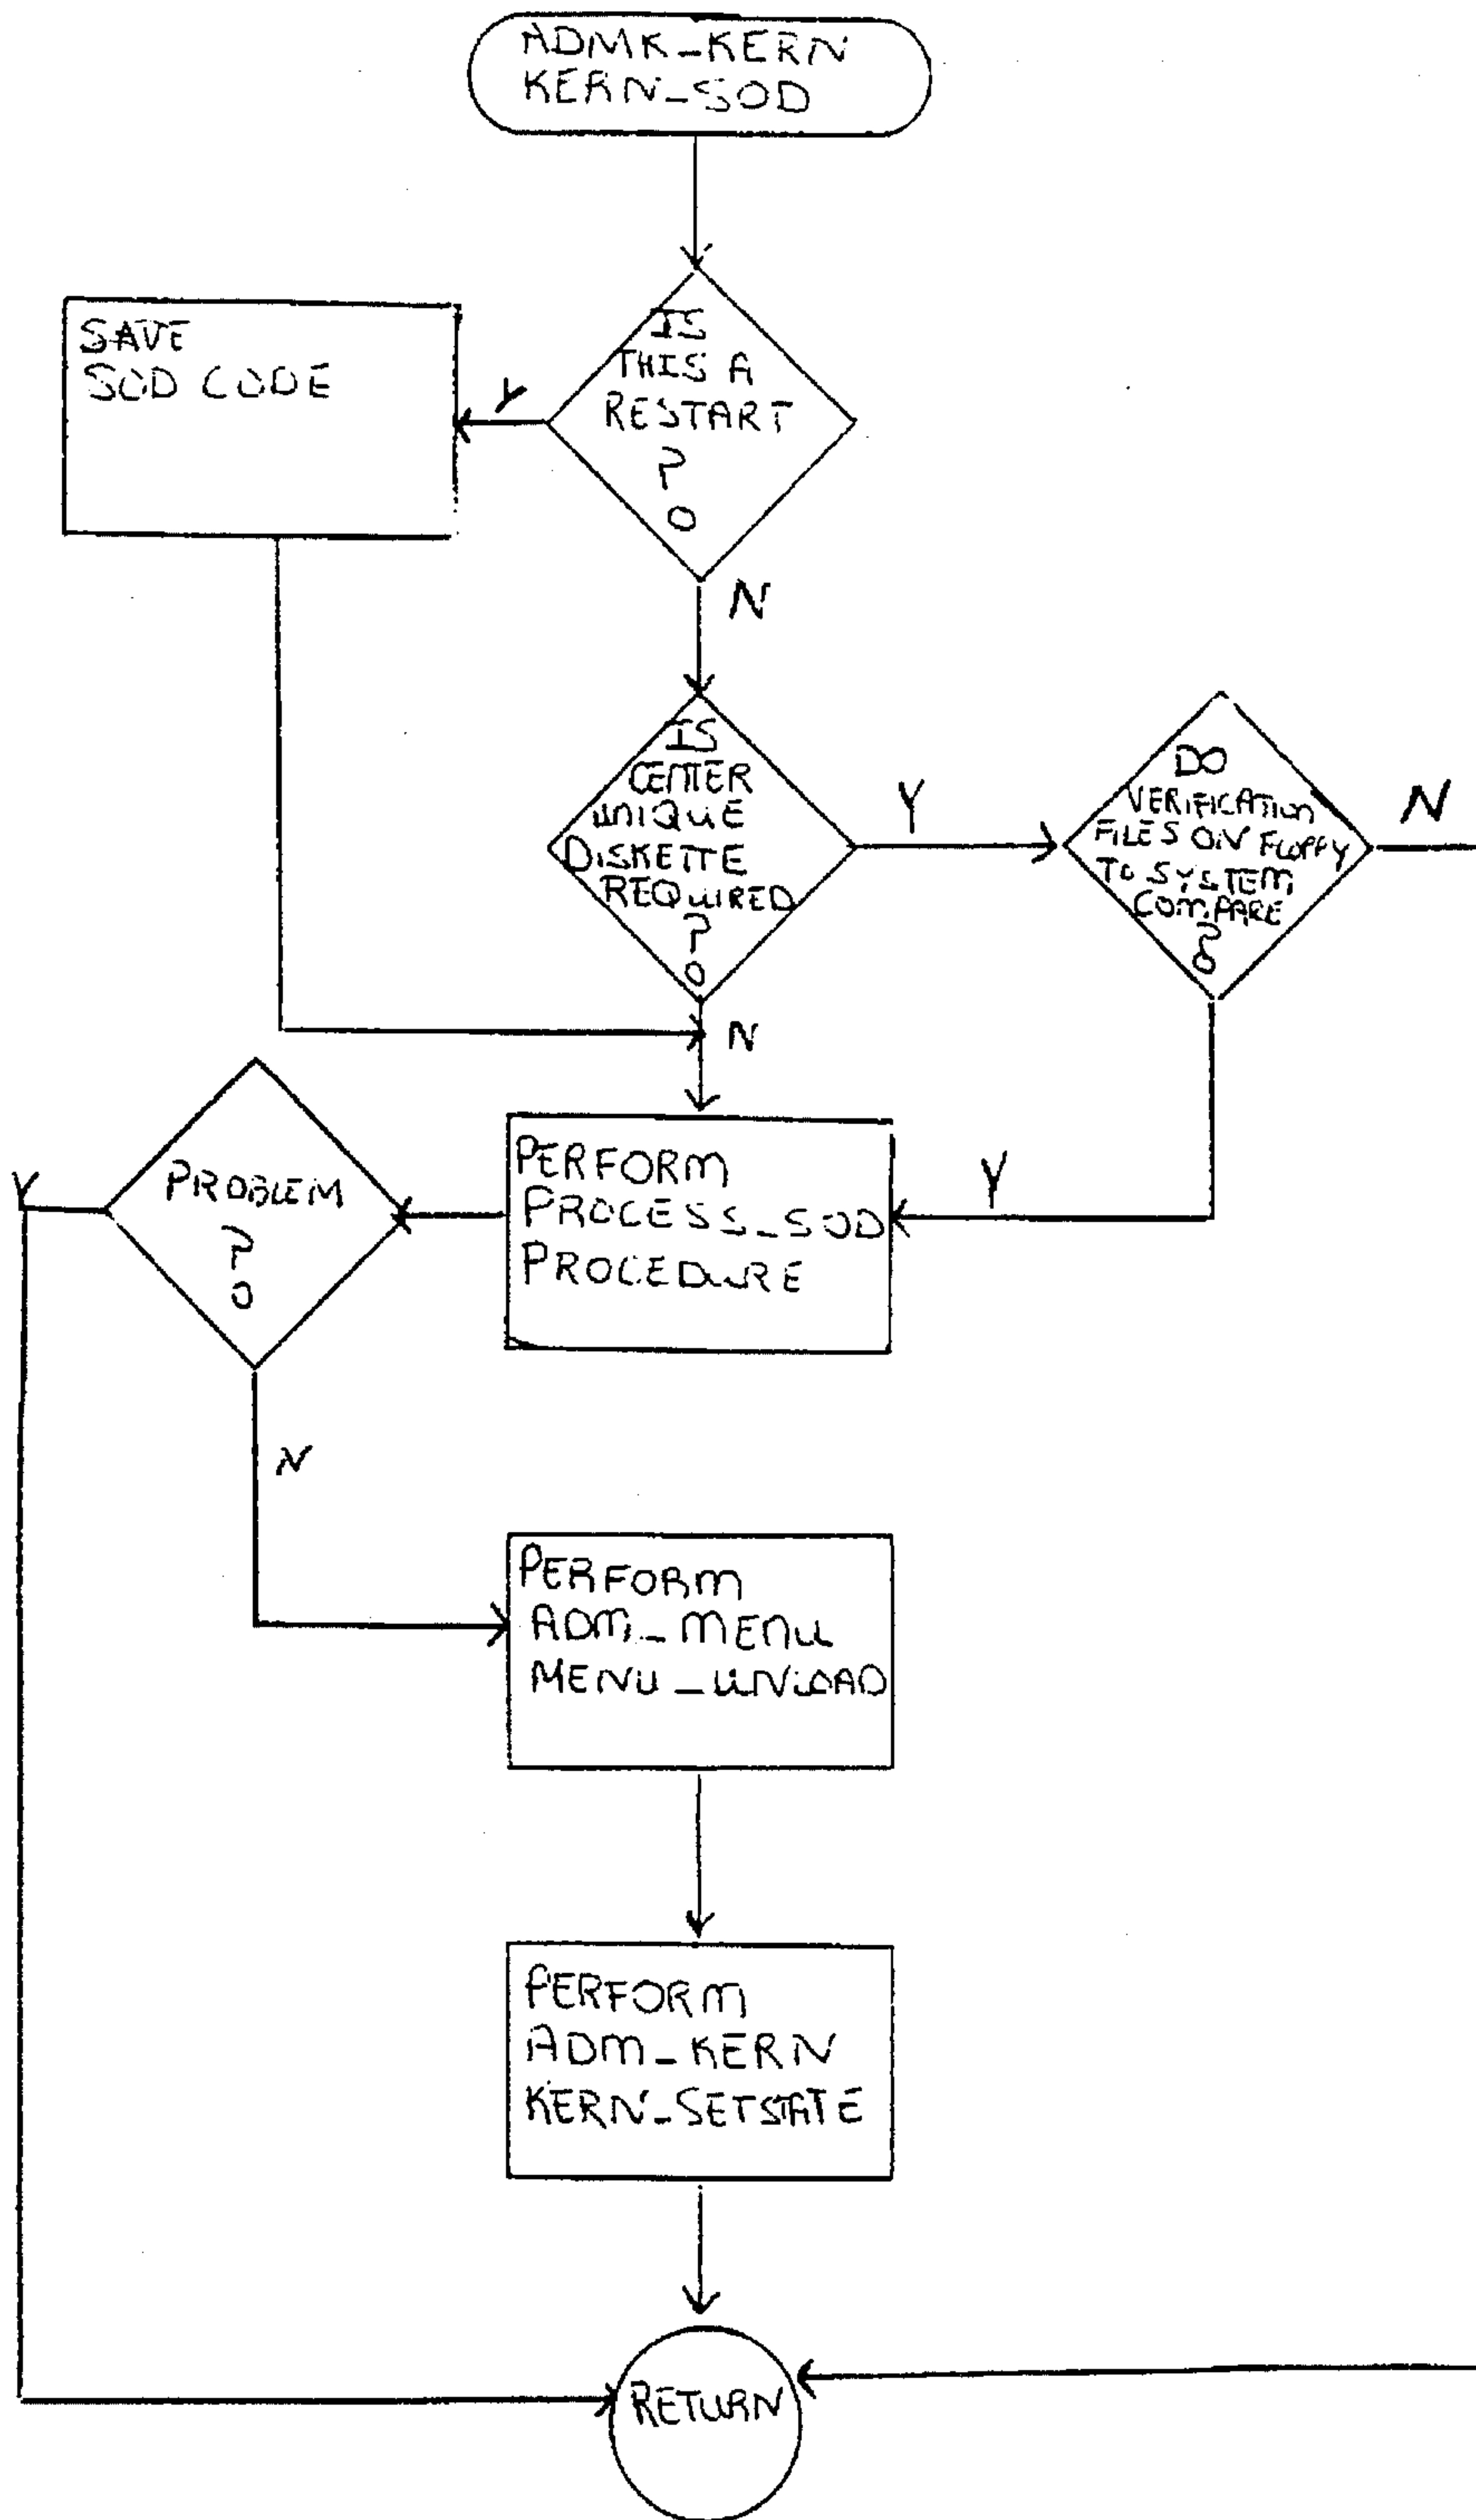 ADMK_KERN
KERN_SOD
IS
THIS A
RESTART
?
Y
SAVE
SOD CODE
N
IS
CENTER
UNIQUE
DISKETTE
REQUIRED
?
Y
DO
VERIFICATION
FILES ON FLOPPY
TO SYSTEM
COMPARE
?
N
N
Y
PERFORM
PROCESS_SOD
PROCEDURE
PROBLEM
?
Y
N
PERFORM
ADM_MENU
MENU_UNLOAD
PERFORM
ADM_KERN
KERN_SETSTATE
RETURN